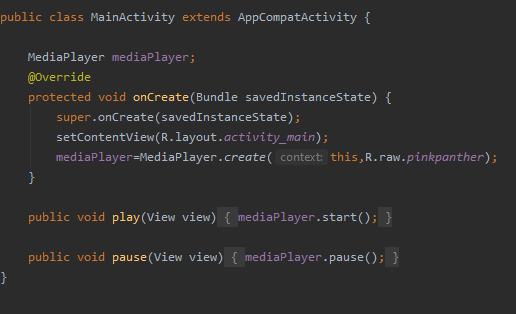 public class MainActivity extends AppCompatActivity {
MediaPlayer mediaPlayer;
@Override
protected void onCreate(Bundle savedInstanceState) {
super.onCreate(savedInstanceState);
setContentView(R.layout.activity_main);
mediaPlayer=MediaPlayer.create( context: this,R.raw.pinkpanther);
}
public void play(View view) { mediaPlayer.start(); }
public void pause(View view) { mediaPlayer.pause(); }
}